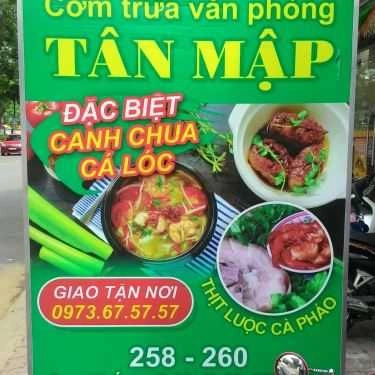 Cơm trưa văn phòng
TÂN MẬP
ĐẶC BIỆT
CANH CHUA
CÁ LÓC
THỊT LUỘC CÀ PHÁO
GIAO TẬN NƠI
0973.67.57.57
258 - 260